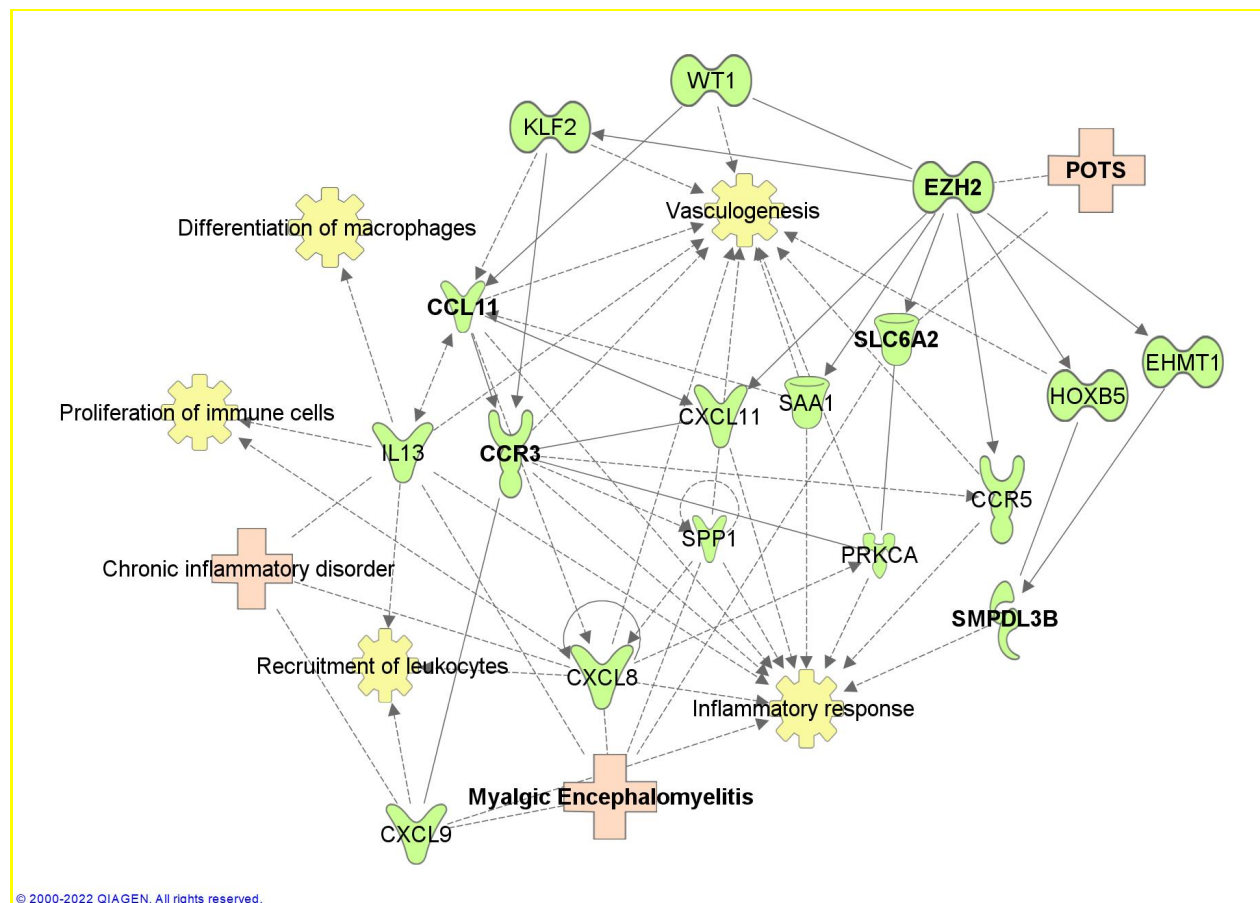 WT1
KLF2
POTS
EZH2
Vasculogenesis
Differentiation of macrophages
CCL11
SLC6A2
EHMT1
HOXB5
Proliferation of immune cells
CXCL11
SAA1
IL13
CCR3
CCR5
SPP1
PRKCA
Chronic inflammatory disorder
SMPDL3B
Recruitment of leukocytes
CXCL8
Inflammatory response
Myalgic Encephalomyelitis
CXCL9
© 2000-2022 QIAGEN. All rights reserved.